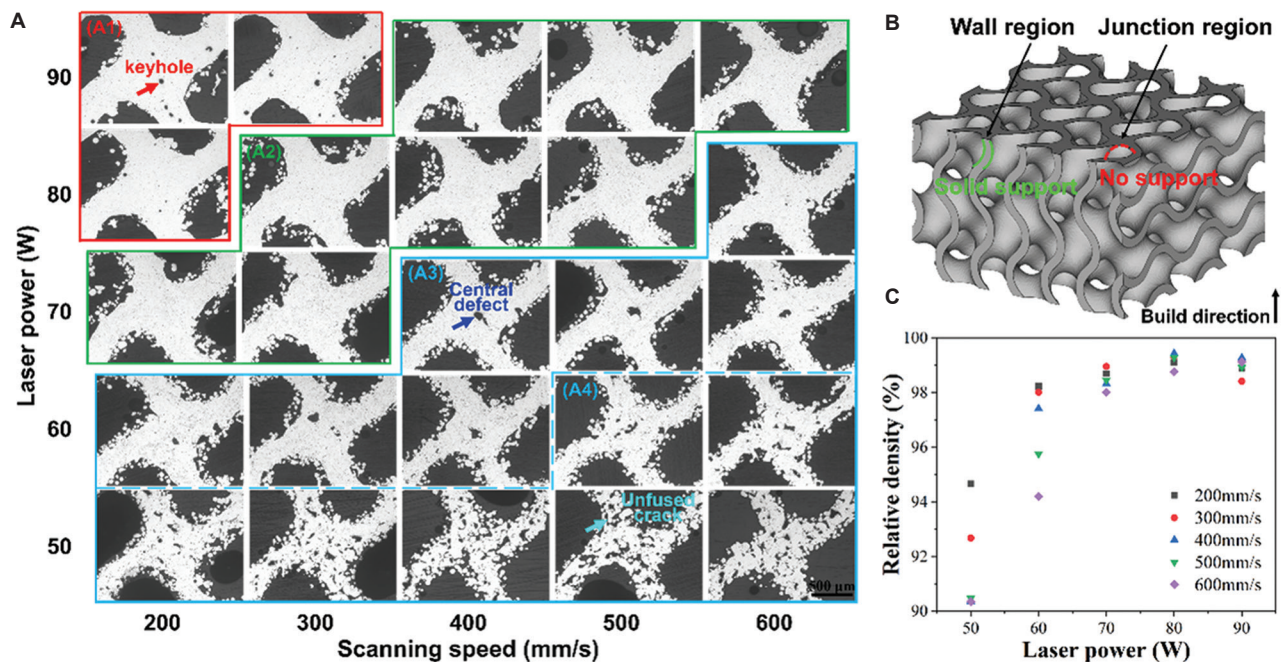 A
(A1)
keyhole
(A2)
(A3)
Central
defect
(A4)
Unfused
crack
500 μm
Laser power (W)
90
80
70
60
50
200
300
400
500
600
Scanning speed (mm/s)
B
Wall region
Junction region
Solid support
No support
Build direction
C
Relative density (%)
100
98
96
94
92
90
50
60
70
80
90
Laser power (W)
200mm/s
300mm/s
400mm/s
500mm/s
600mm/s